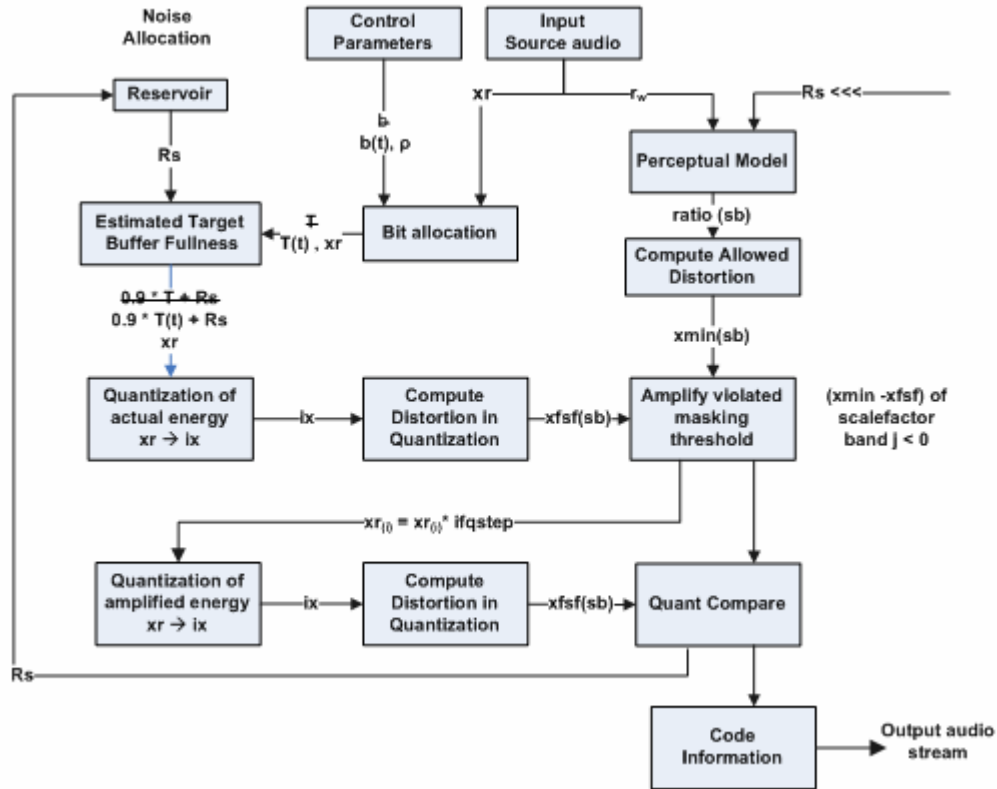 Noise
Allocation
Control
Parameters
Input
Source audio
Reservoir
xr
r_w
Rs <<<
b
b(t), ρ
Rs
Perceptual Model
ratio (sb)
Estimated Target
Buffer Fullness
T
T(t) , xr
Bit allocation
Compute Allowed
Distortion
0.9 * T + Rs
0.9 * T(t) + Rs
xr
xmin(sb)
Quantization of
actual energy
xr → ix
ix
Compute
Distortion in
Quantization
xfsf(sb)
Amplify violated
masking
threshold
(xmin -xfsf) of
scalefactor
band j < 0
xr(i) = xr(i)* ifqstep
Quantization of
amplified energy
xr → ix
ix
Compute
Distortion in
Quantization
xfsf(sb)
Quant Compare
Rs
Code
Information
Output audio
stream